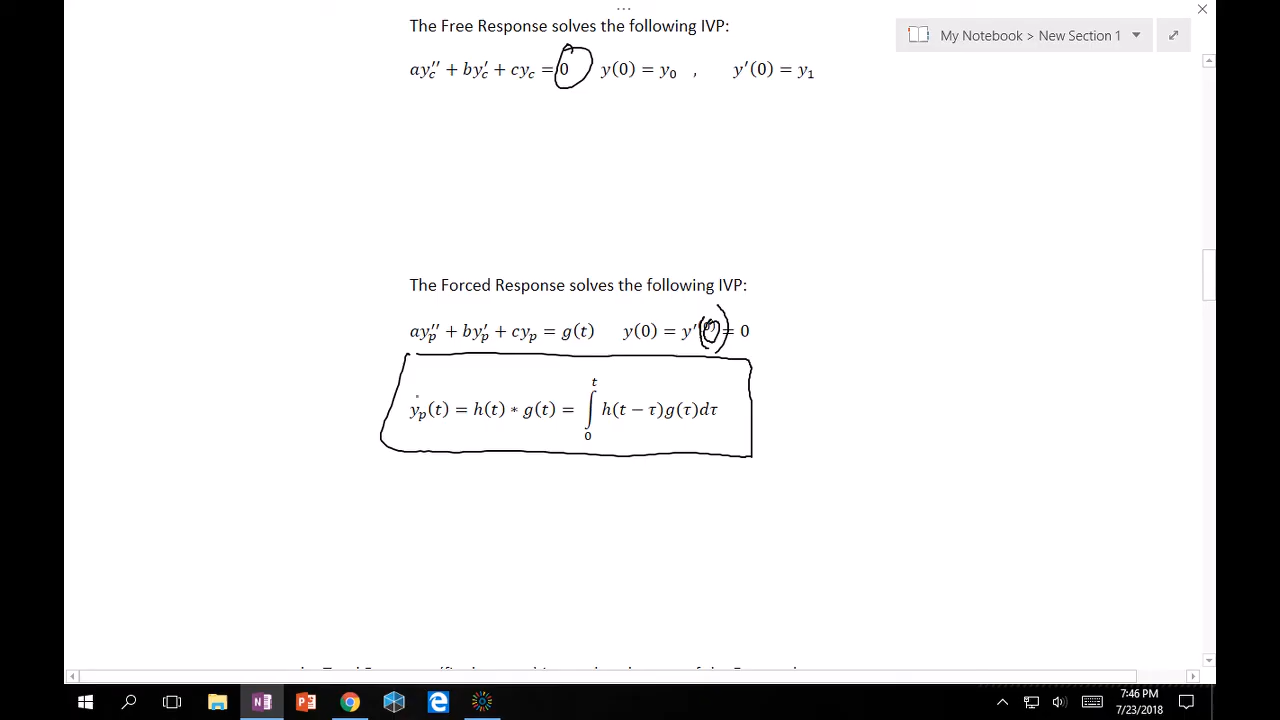 The Free Response solves the following IVP:
My Notebook > New Section 1
ay_c′′ + by_c′ + cy_c = 0   y(0) = y_0 ,   y′(0) = y_1
The Forced Response solves the following IVP:
ay_p′′ + by_p′ + cy_p = g(t)   y(0) = y′(0) = 0
y_p(t) = h(t) ∗ g(t) = ∫_0^t h(t − τ)g(τ)dτ
7:46 PM
7/23/2018